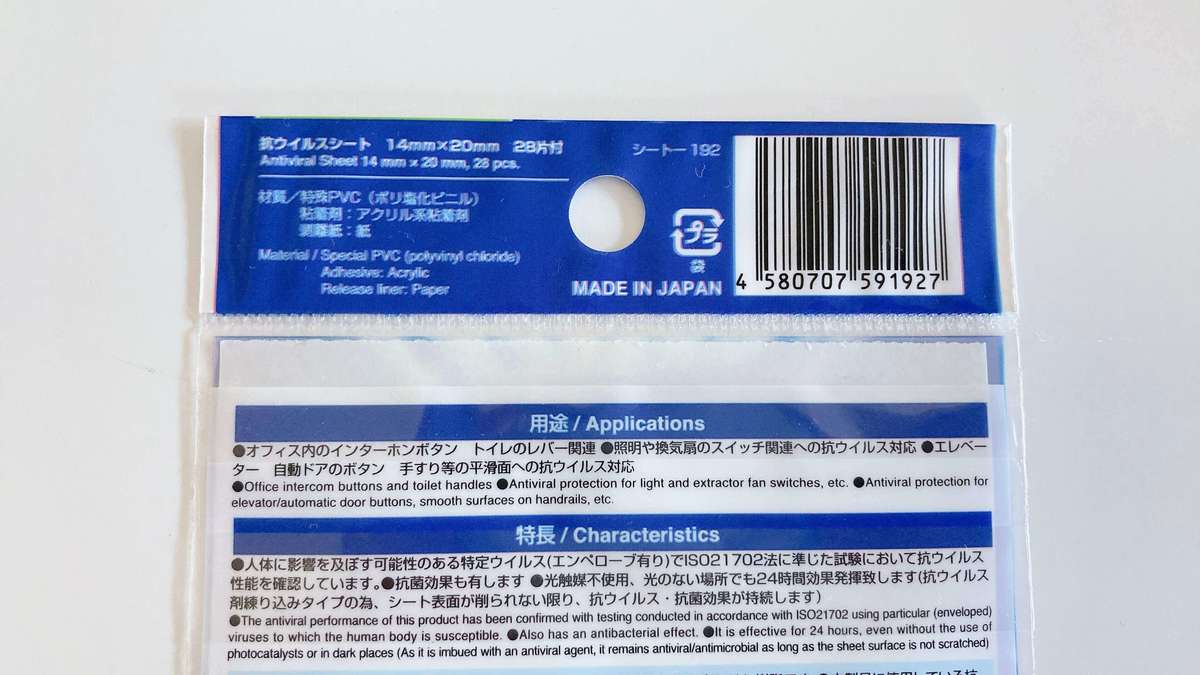 抗ウイルスシート 14mm×20mm 28片付
Antiviral Sheet 14 mm x 20 mm, 28 pcs.
シート－192
材質／特殊PVC（ポリ塩化ビニル）
粘着剤：アクリル系粘着剤
剥離紙：紙
Material / Special PVC (polyvinyl chloride)
Adhesive: Acrylic
Release liner: Paper
プラ
袋
MADE IN JAPAN
4 580707 591927
用途 / Applications
●オフィス内のインターホンボタン トイレのレバー関連 ●照明や換気扇のスイッチ関連への抗ウイルス対応 ●エレベー
ター 自動ドアのボタン 手すり等の平滑面への抗ウイルス対応
●Office intercom buttons and toilet handles ●Antiviral protection for light and extractor fan switches, etc. ●Antiviral protection for
elevator/automatic door buttons, smooth surfaces on handrails, etc.
特長 / Characteristics
●人体に影響を及ぼす可能性のある特定ウイルス(エンベロープ有り)でISO21702法に準じた試験において抗ウイルス
性能を確認しています。●抗菌効果も有します ●光触媒不使用、光のない場所でも24時間効果発揮致します(抗ウイルス
剤練り込みタイプの為、シート表面が削られない限り、抗ウイルス・抗菌効果が持続します)
●The antiviral performance of this product has been confirmed with testing conducted in accordance with ISO21702 using particular (enveloped)
viruses to which the human body is susceptible. ●Also has an antibacterial effect. ●It is effective for 24 hours, even without the use of
photocatalysts or in dark places (As it is imbued with an antiviral agent, it remains antiviral/antimicrobial as long as the sheet surface is not scratched)